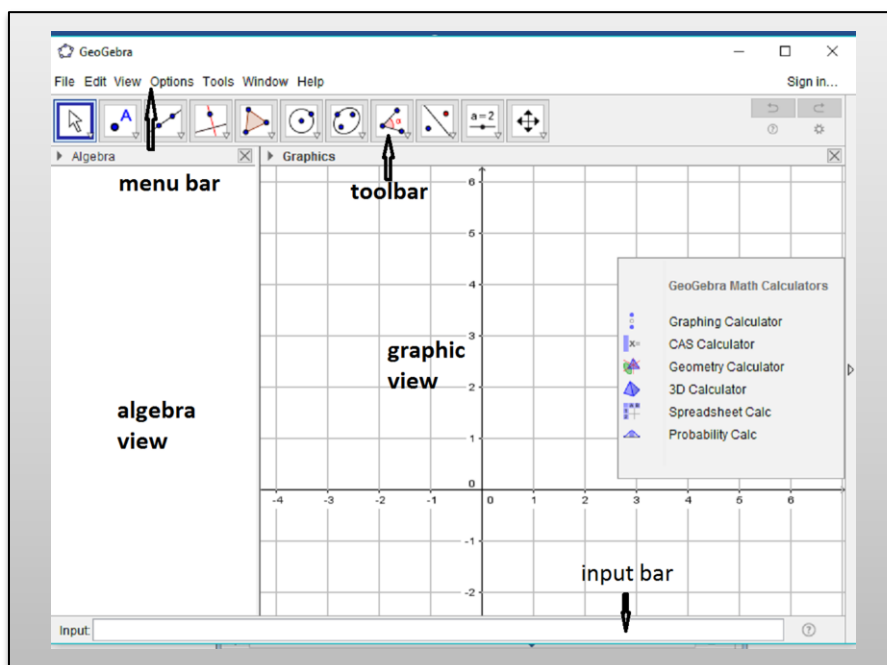 GeoGebra
File Edit View Options Tools Window Help
Sign in...
A
α
a=2
Algebra
Graphics
menu bar
toolbar
6
5
4
3
2
1
0
-4 -3 -2 -1 0 1 2 3 4 5 6
-1
-2
graphic
view
algebra
view
GeoGebra Math Calculators
Graphing Calculator
x= CAS Calculator
Geometry Calculator
3D Calculator
Spreadsheet Calc
Probability Calc
input bar
Input: